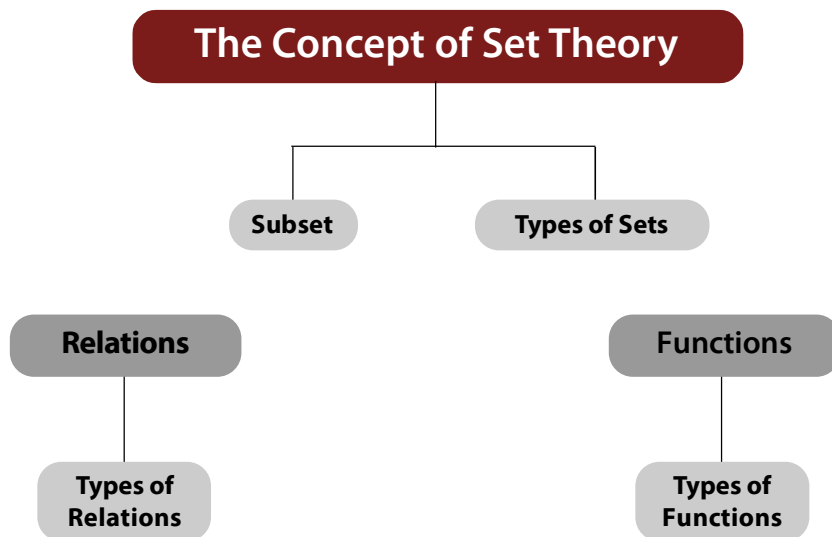 The Concept of Set Theory
Subset
Types of Sets
Relations
Functions
Types of
Relations
Types of
Functions